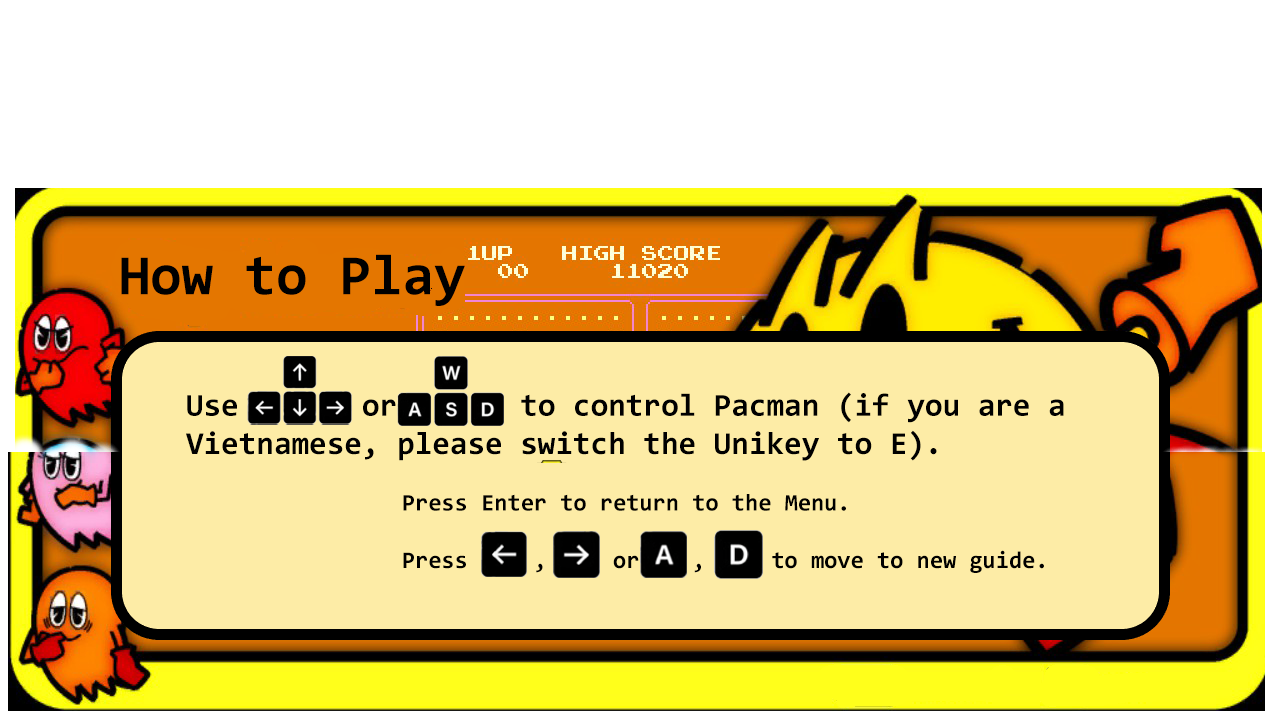 1UP HIGH SCORE
00 11020
How to Play
Use ↑ ← ↓ → or W A S D to control Pacman (if you are a
Vietnamese, please switch the Unikey to E).
Press Enter to return to the Menu.
Press ← , → or A , D to move to new guide.